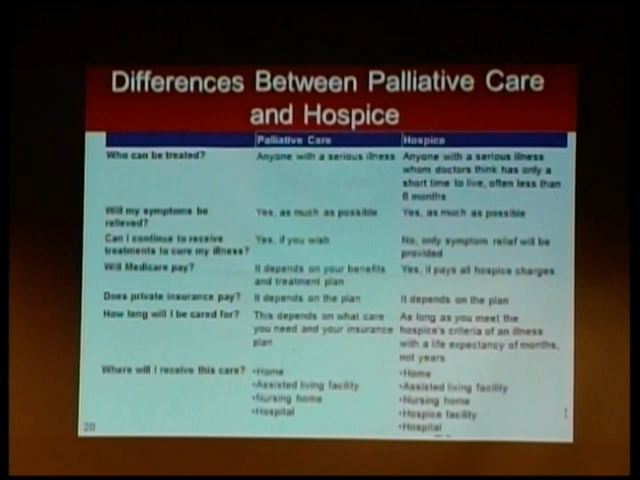 Differences Between Palliative Care
and Hospice
Palliative Care Hospice
Who can be treated? Anyone with a serious illness Anyone with a serious illness
whom doctors think has only a
short time to live, often less than
6 months
Will my symptoms be Yes, as much as possible Yes, as much as possible
relieved?
Can I continue to receive Yes, if you wish No, only symptom relief will be
treatments to cure my illness? provided
Will Medicare pay? It depends on your benefits Yes, it pays all hospice charges
and treatment plan
Does private insurance pay? It depends on the plan It depends on the plan
How long will I be cared for? This depends on what care As long as you meet the
you need and your insurance hospice's criteria of an illness
plan with a life expectancy of months,
not years
Where will I receive this care? •Home •Home
•Assisted living facility •Assisted living facility
•Nursing home •Nursing home
•Hospital •Hospice facility
•Hospital
20